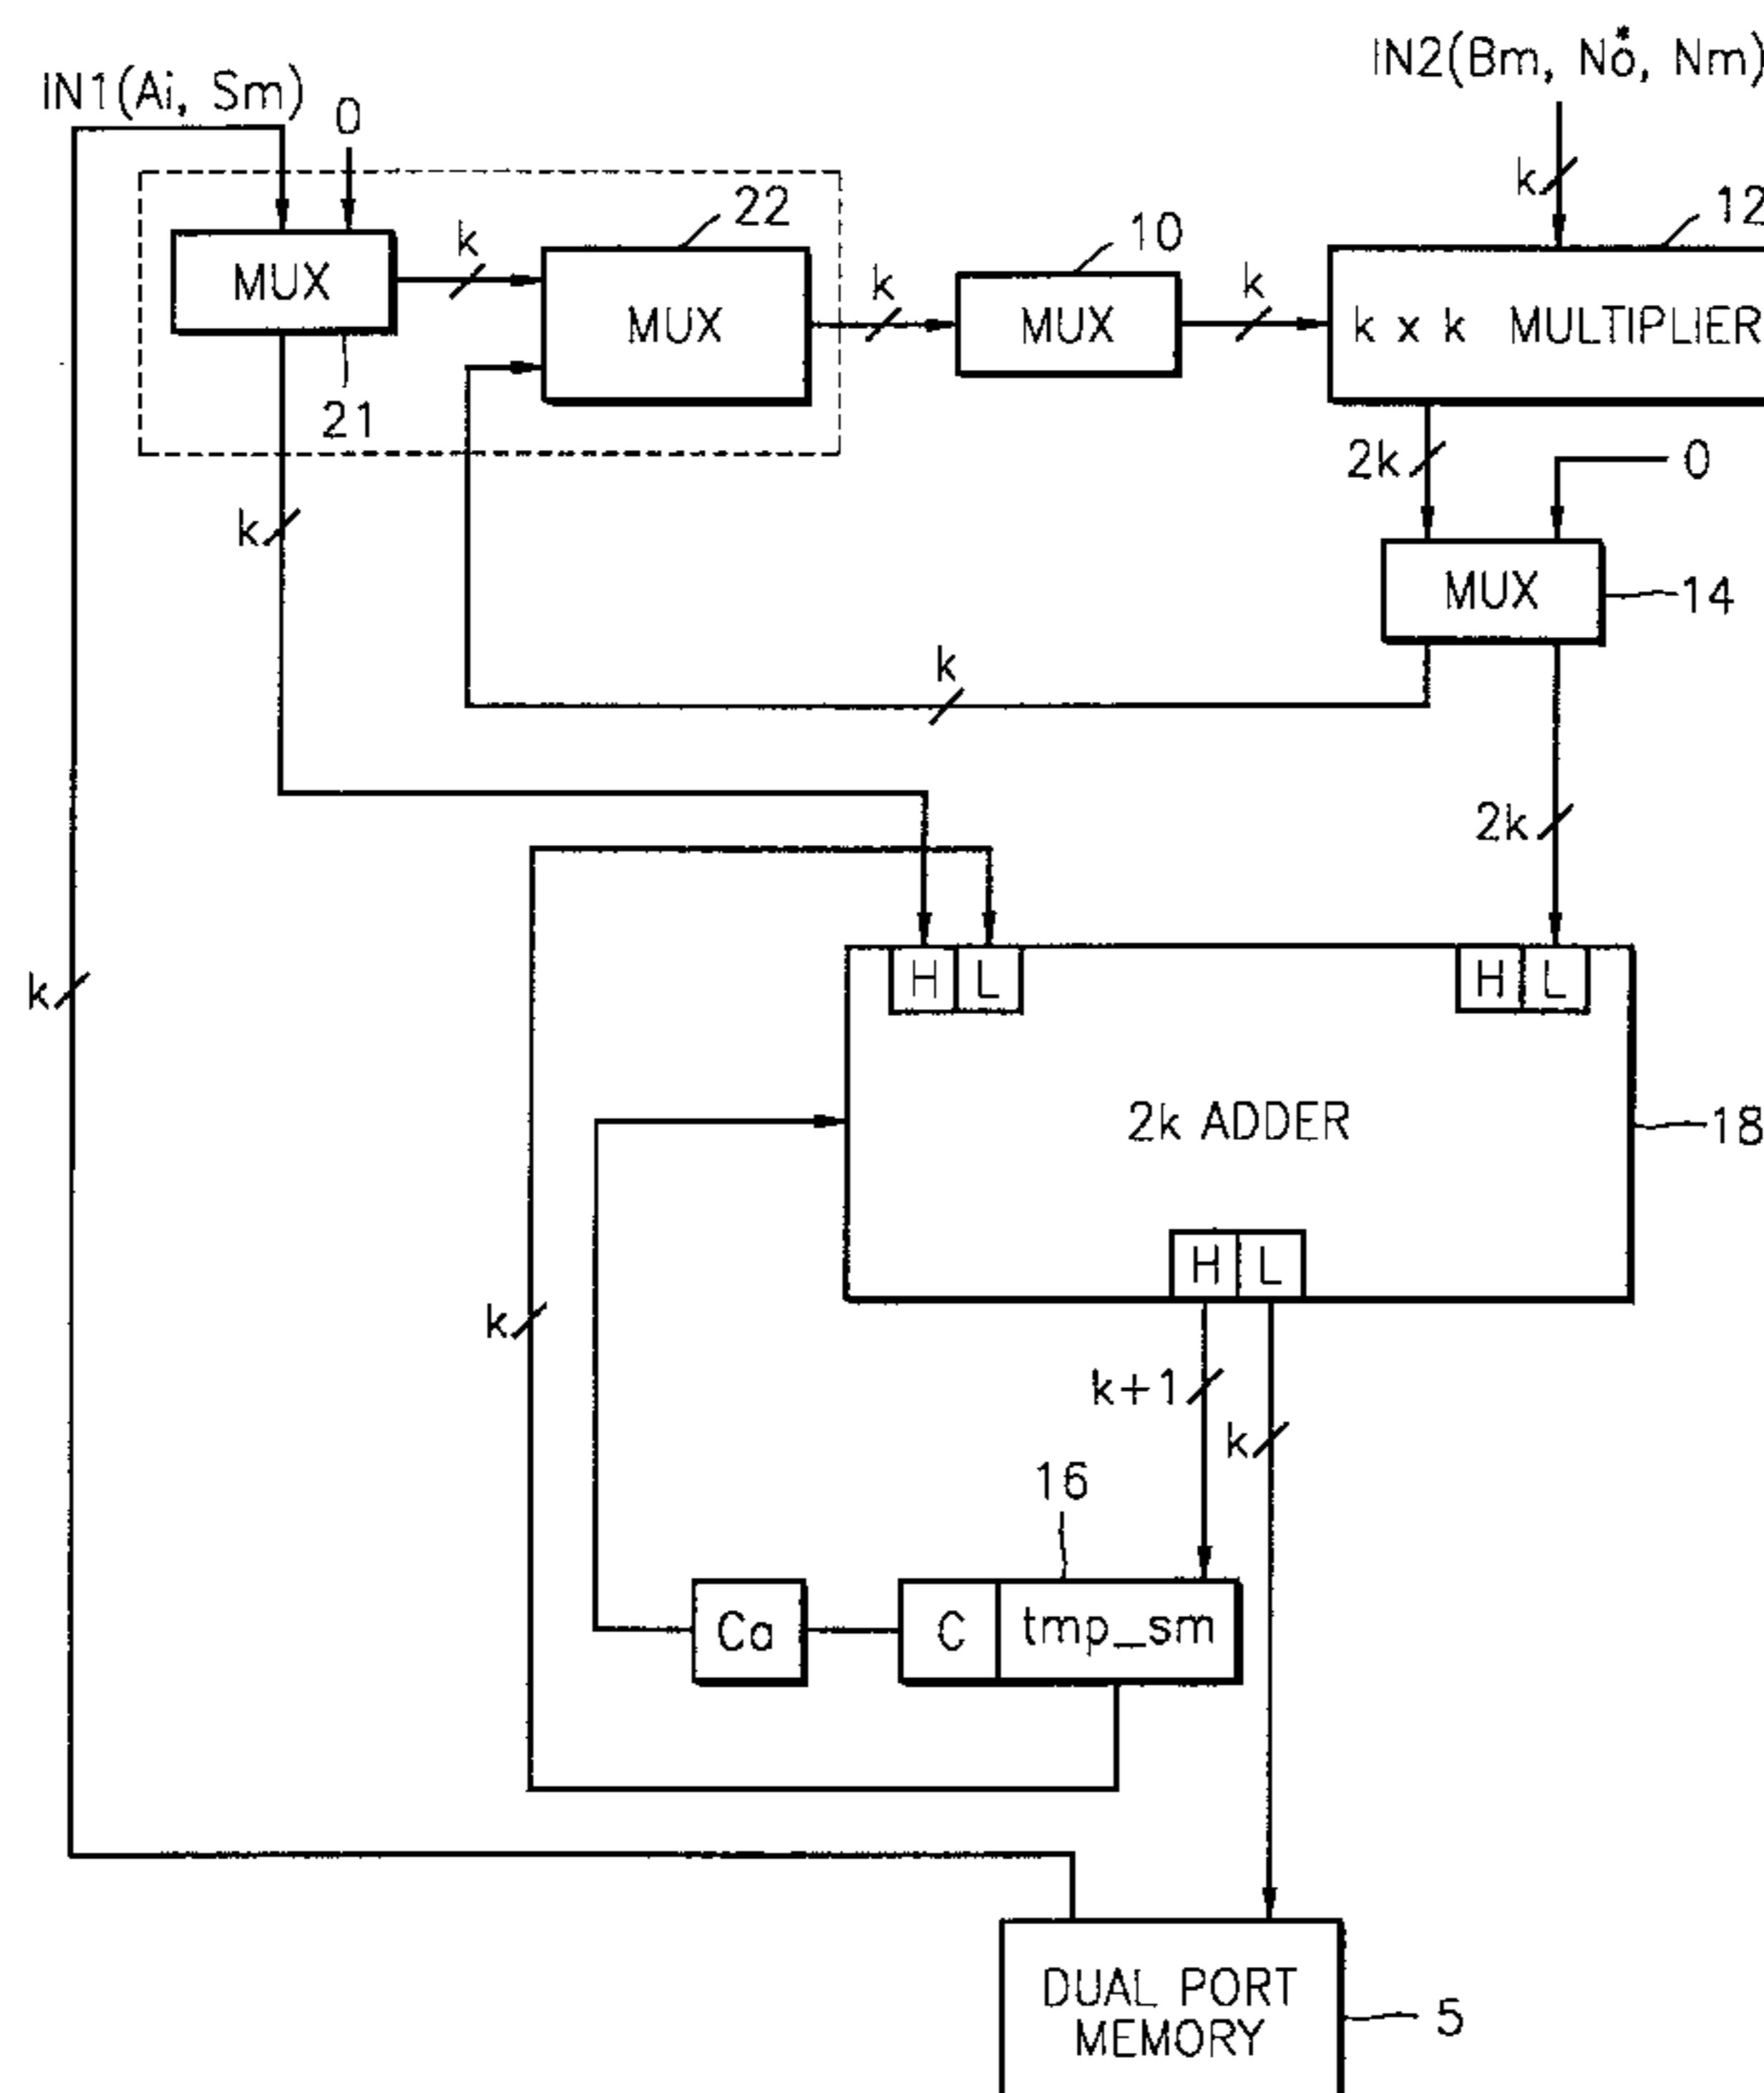 IN1(Ai, Sm)
0
IN2(Bm, No*, Nm)
k
12
22
10
MUX
k
MUX
k
MUX
k
k x k MULTIPLIER
21
2k
0
k
MUX
14
k
2k
H L
H L
k
2k ADDER
18
H L
k
k+1
k
16
Ca
C
tmp_sm
DUAL PORT
MEMORY
5